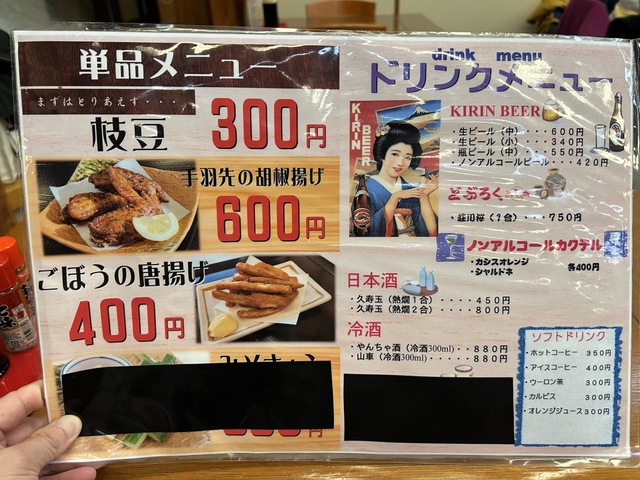 単品メニュー
まずはとりあえず・・・・
枝豆
300円
手羽先の胡椒揚げ
600円
ごぼうの唐揚げ
400円
drink menu
ドリンクメニュー
KIRIN BEER
KIRIN BEER
・生ビール（中）・・・600円
・生ビール（小）・・・340円
・瓶ビール（中）・・・550円
・ノンアルコールビール・・・420円
どぶろく
・荘川桜（1合）・・・750円
ノンアルコールカクテル
・カシスオレンジ
・シャルドネ
各400円
日本酒
・久寿玉（熱燗1合）・・・・450円
・久寿玉（熱燗2合）・・・・800円
冷酒
・やんちゃ酒（冷酒300ml）・・880円
・山車（冷酒300ml）・・・・・880円
ソフトドリンク
・ホットコーヒー 350円
・アイスコーヒー 400円
・ウーロン茶 300円
・カルピス 300円
・オレンジジュース300円